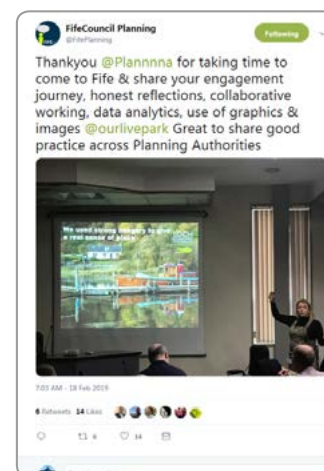 FifeCouncil Planning
@FifePlanning
Following
Thankyou @Plannnna for taking time to
come to Fife & share your engagement
journey, honest reflections, collaborative
working, data analytics, use of graphics &
images @ourlivepark Great to share good
practice across Planning Authorities
We used strong imagery to give
a real sense of place
7:03 AM - 18 Feb 2019
6 Retweets 14 Likes
6 14